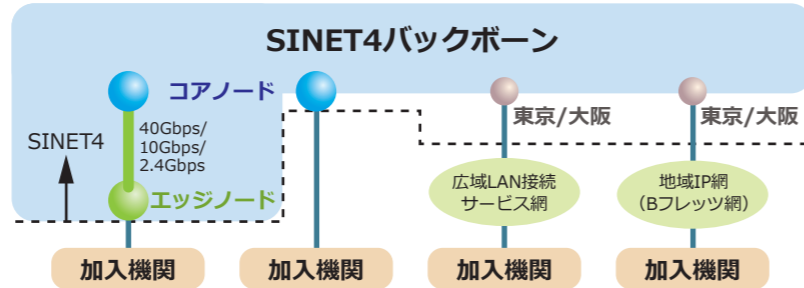 SINET4バックボーン
コアノード
40Gbps/
10Gbps/
2.4Gbps
SINET4
エッジノード
東京/大阪
東京/大阪
広域LAN接続
サービス網
地域IP網
(Bフレッツ網)
加入機関
加入機関
加入機関
加入機関